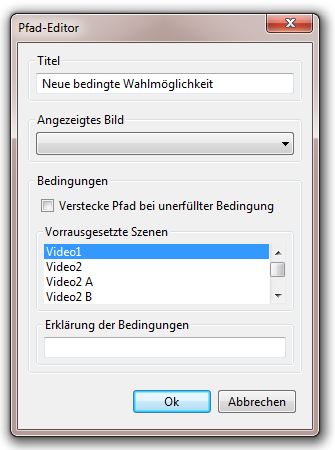 Pfad-Editor
Titel
Neue bedingte Wahlmöglichkeit
Angezeigtes Bild
Bedingungen
Verstecke Pfad bei unerfüllter Bedingung
Vorrausgesetzte Szenen
Video1
Video2
Video2 A
Video2 B
Erklärung der Bedingungen
Ok
Abbrechen